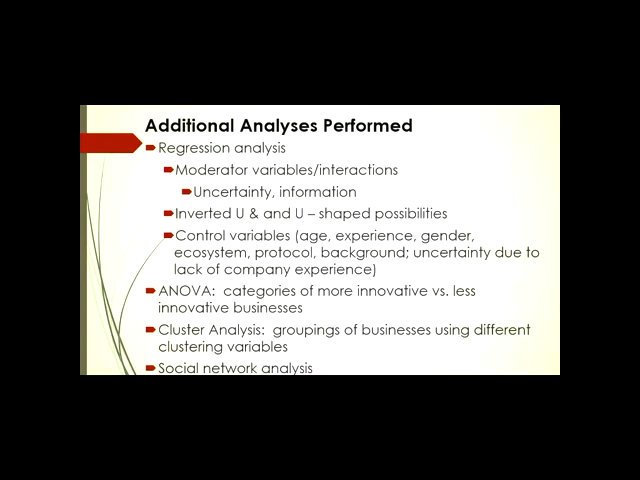 Additional Analyses Performed
Regression analysis
Moderator variables/interactions
Uncertainty, information
Inverted U & and U – shaped possibilities
Control variables (age, experience, gender,
ecosystem, protocol, background; uncertainty due to
lack of company experience)
ANOVA: categories of more innovative vs. less
innovative businesses
Cluster Analysis: groupings of businesses using different
clustering variables
Social network analysis